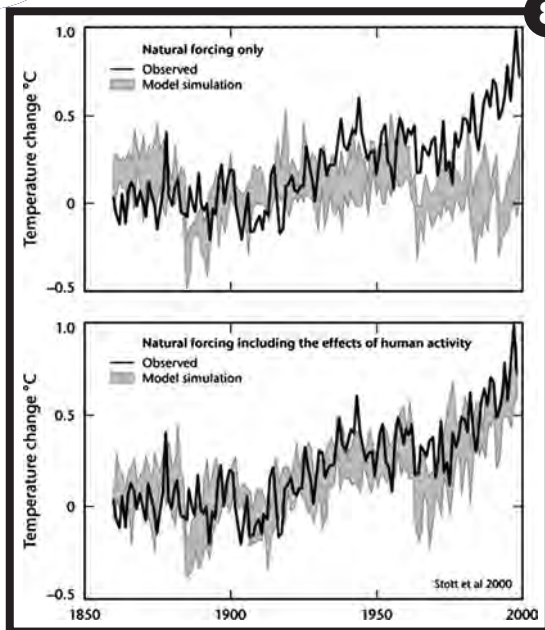 8
Temperature change °C
1.0
0.5
0
−0.5
Natural forcing only
Observed
Model simulation
Temperature change °C
1.0
0.5
0
−0.5
Natural forcing including the effects of human activity
Observed
Model simulation
Stott et al 2000
1850
1900
1950
2000